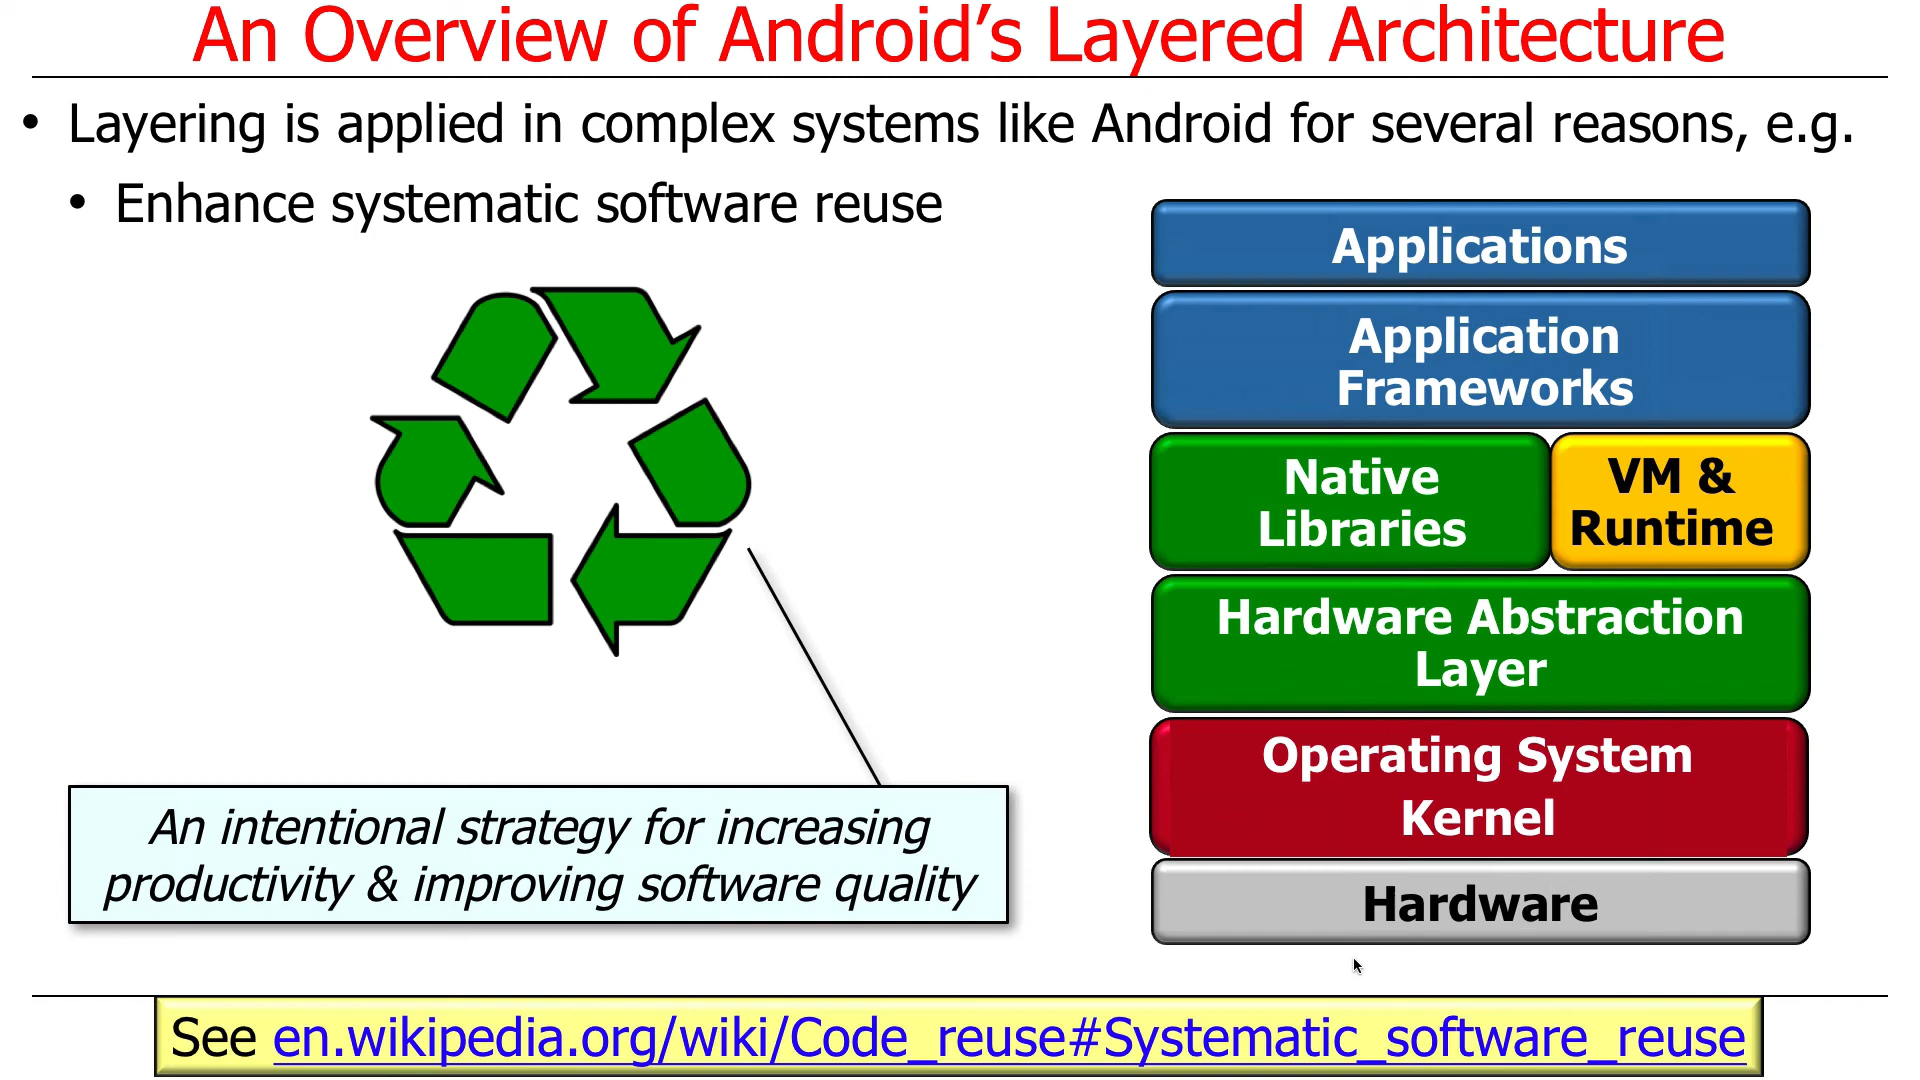 An Overview of Android’s Layered Architecture
• Layering is applied in complex systems like Android for several reasons, e.g.
• Enhance systematic software reuse
Applications
Application
Frameworks
Native
Libraries
VM &
Runtime
Hardware Abstraction
Layer
Operating System
Kernel
Hardware
An intentional strategy for increasing
productivity & improving software quality
See en.wikipedia.org/wiki/Code_reuse#Systematic_software_reuse